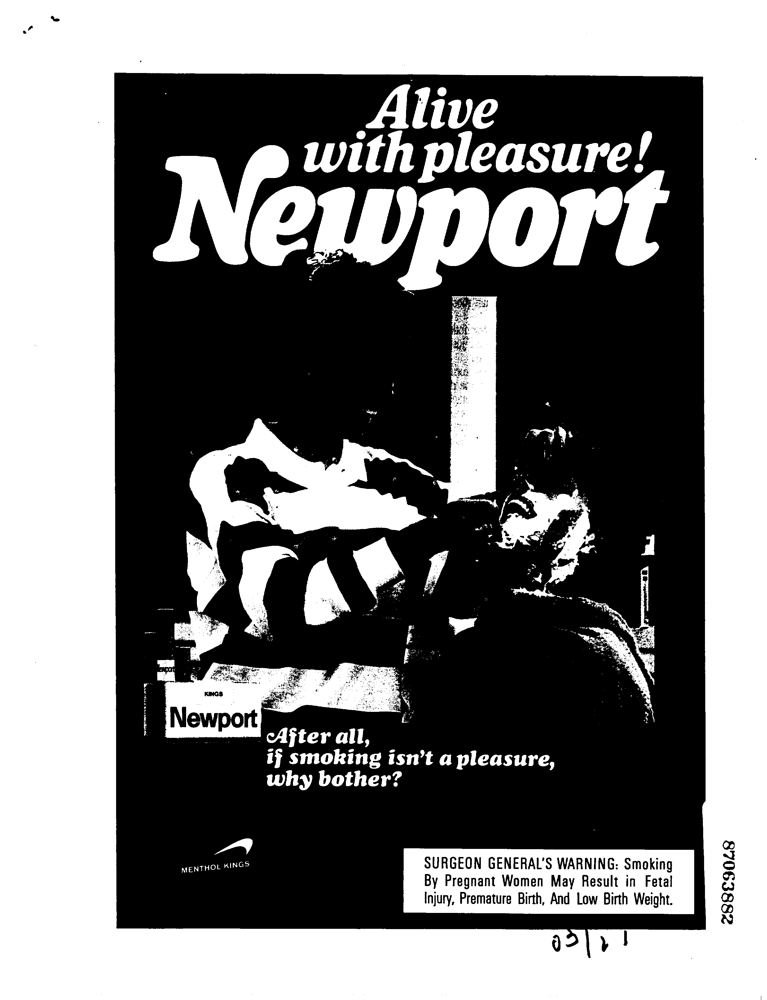 Alive
with pleasure!
Newport
KINGS
Newport
After all,
if smoking isn't a pleasure,
why bother?
MENTHOL KINGS
SURGEON GENERAL'S WARNING: Smoking
By Pregnant Women May Result in Fetal
Injury, Premature Birth, And Low Birth Weight.
87063882